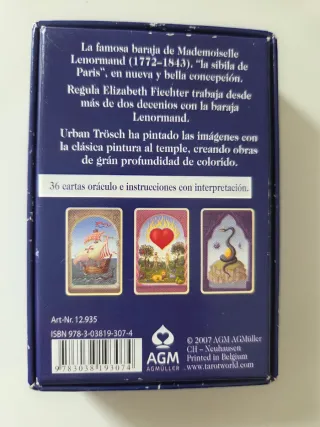 La famosa baraja de Mademoiselle
Lenormand (1772–1843), "la sibila de
Paris", en nueva y bella concepción.
Regula Elizabeth Fiechter trabaja desde
más de dos decenios con la baraja
Lenormand.
Urban Trösch ha pintado las imágenes con
la clásica pintura al temple, creando obras
de grán profundidad de colorido.
36 cartas oráculo e instrucciones con interpretación.
Art-Nr. 12.935
ISBN 978-3-03819-307-4
9783038193074
AGM
AGMÜLLER
© 2007 AGM AGMüller
CH – Neuhausen
Printed in Belgium
www.tarotworld.com